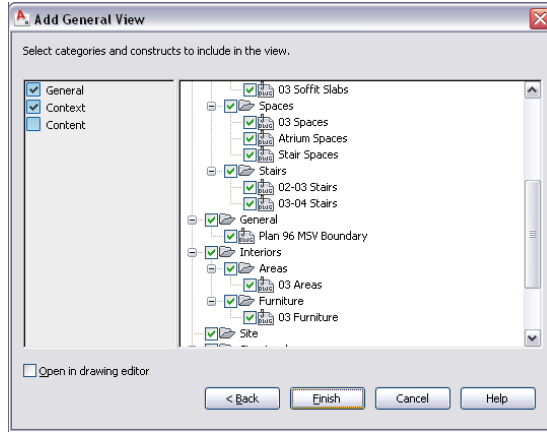 Add General View
Select categories and constructs to include in the view.
General
Context
Content
03 Soffit Slabs
Spaces
03 Spaces
Atrium Spaces
Stair Spaces
Stairs
02-03 Stairs
03-04 Stairs
General
Plan 96 MSV Boundary
Interiors
Areas
03 Areas
Furniture
03 Furniture
Site
Open in drawing editor
< Back
Finish
Cancel
Help